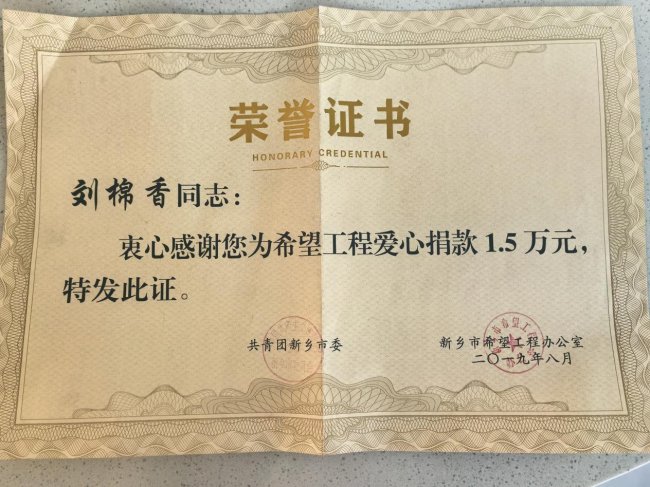 荣誉证书
HONORARY CREDENTIAL
刘棉香同志：
衷心感谢您为希望工程爱心捐款 1.5 万元，
特发此证。
共青团新乡市委
新乡市希望工程办公室
二〇一九年八月